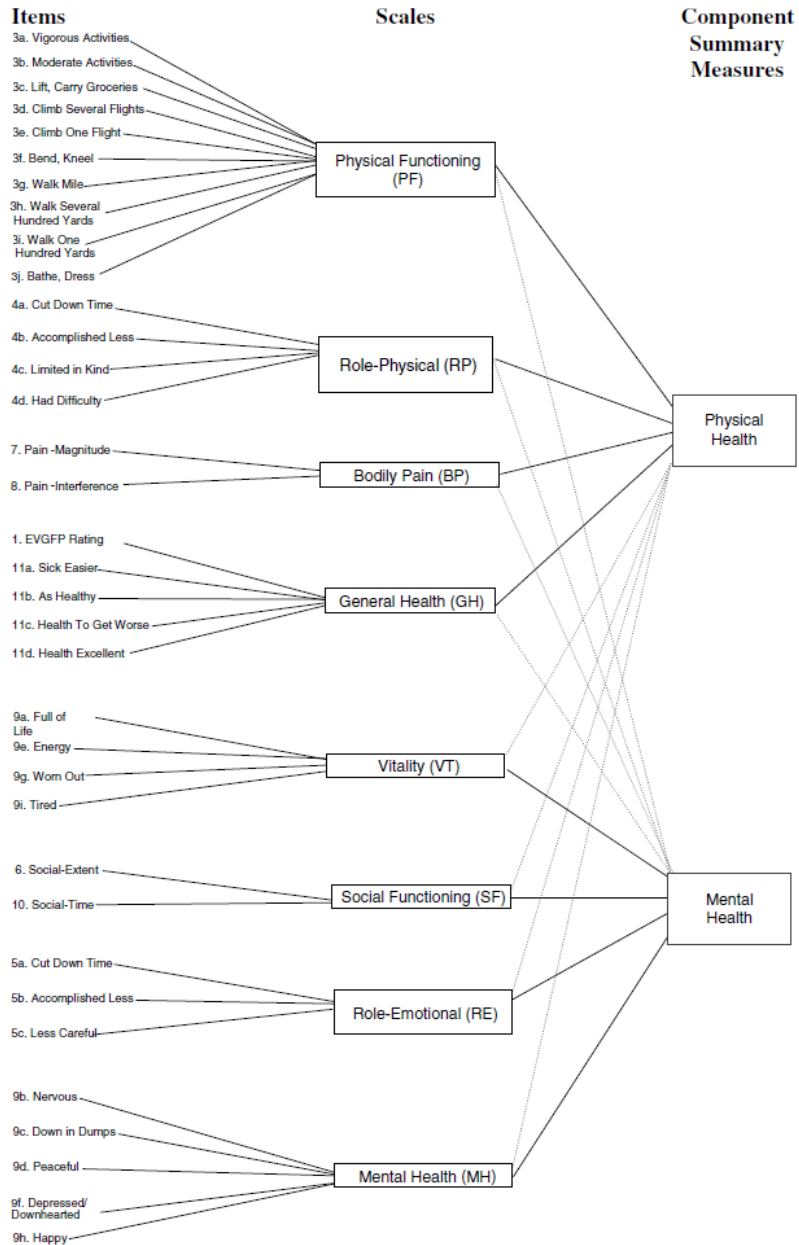 Items
Scales
Component
Summary
Measures
3a. Vigorous Activities
3b. Moderate Activities
3c. Lift, Carry Groceries
3d. Climb Several Flights
3e. Climb One Flight
3f. Bend, Kneel
3g. Walk Mile
3h. Walk Several
Hundred Yards
3i. Walk One
Hundred Yards
3j. Bathe, Dress
Physical Functioning
(PF)
4a. Cut Down Time
4b. Accomplished Less
4c. Limited in Kind
4d. Had Difficulty
Role-Physical (RP)
Physical
Health
7. Pain -Magnitude
8. Pain -Interference
Bodily Pain (BP)
1. EVGFP Rating
11a. Sick Easier
11b. As Healthy
11c. Health To Get Worse
11d. Health Excellent
General Health (GH)
9a. Full of
Life
9e. Energy
9g. Worn Out
9i. Tired
Vitality (VT)
6. Social-Extent
10. Social-Time
Social Functioning (SF)
Mental
Health
5a. Cut Down Time
5b. Accomplished Less
5c. Less Careful
Role-Emotional (RE)
9b. Nervous
9c. Down in Dumps
9d. Peaceful
9f. Depressed/
Downhearted
9h. Happy
Mental Health (MH)